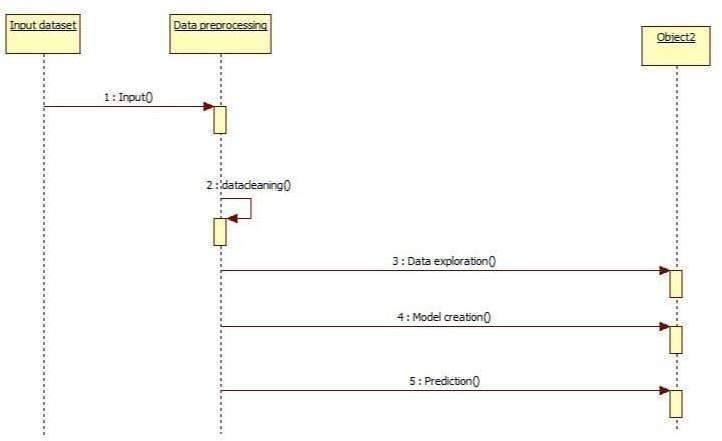 Input dataset
Data preprocessing
Object2
1 : Input()
2 : datacleaning()
3 : Data exploration()
4 : Model creation()
5 : Prediction()